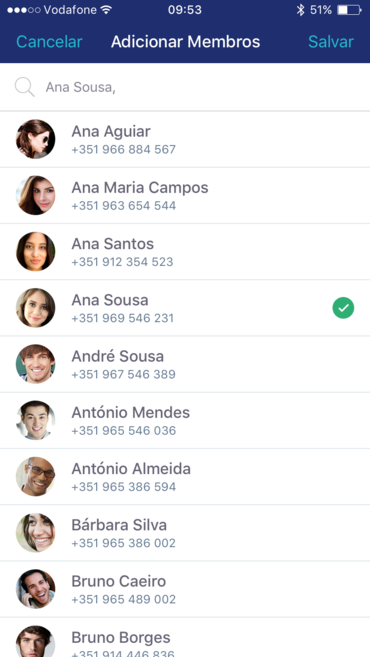 Vodafone 09:53 51%
Cancelar Adicionar Membros Salvar
Ana Sousa,
Ana Aguiar
+351 966 884 567
Ana Maria Campos
+351 963 654 544
Ana Santos
+351 912 354 523
Ana Sousa
+351 969 546 231
André Sousa
+351 967 546 389
António Mendes
+351 965 546 036
António Almeida
+351 965 386 594
Bárbara Silva
+351 965 386 002
Bruno Caeiro
+351 965 489 002
Bruno Borges
+351 914 446 836